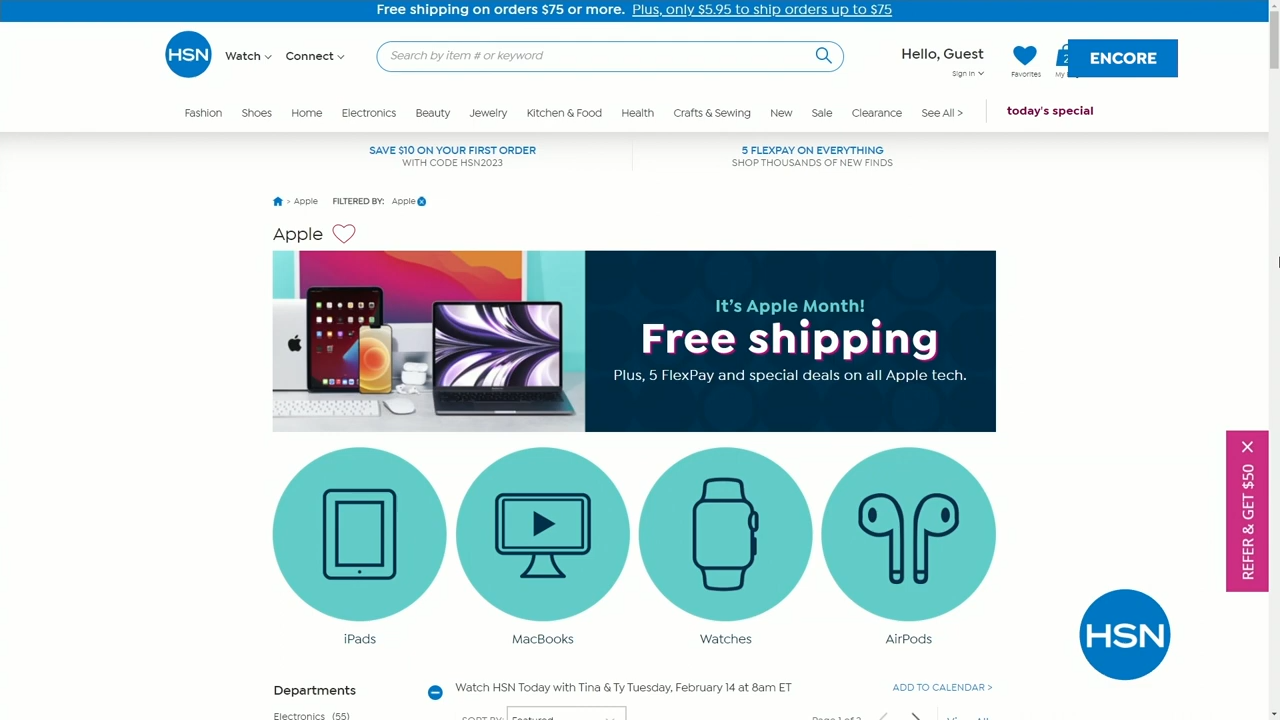 Free shipping on orders $75 or more. Plus, only $5.95 to ship orders up to $75
HSN Watch Connect Search by item # or keyword Hello, Guest
Sign in Favorites My
ENCORE
Fashion Shoes Home Electronics Beauty Jewelry Kitchen & Food Health Crafts & Sewing New Sale Clearance See All > today's special
SAVE $10 ON YOUR FIRST ORDER 5 FLEXPAY ON EVERYTHING
WITH CODE HSN2023 SHOP THOUSANDS OF NEW FINDS
> Apple FILTERED BY: Apple
Apple
It's Apple Month!
Free shipping
Plus, 5 FlexPay and special deals on all Apple tech.
REFER & GET $50
iPads MacBooks Watches AirPods
HSN
Departments Watch HSN Today with Tina & Ty Tuesday, February 14 at 8am ET ADD TO CALENDAR >
Electronics (55) SORT BY: Featured Page 1 of 2 View All